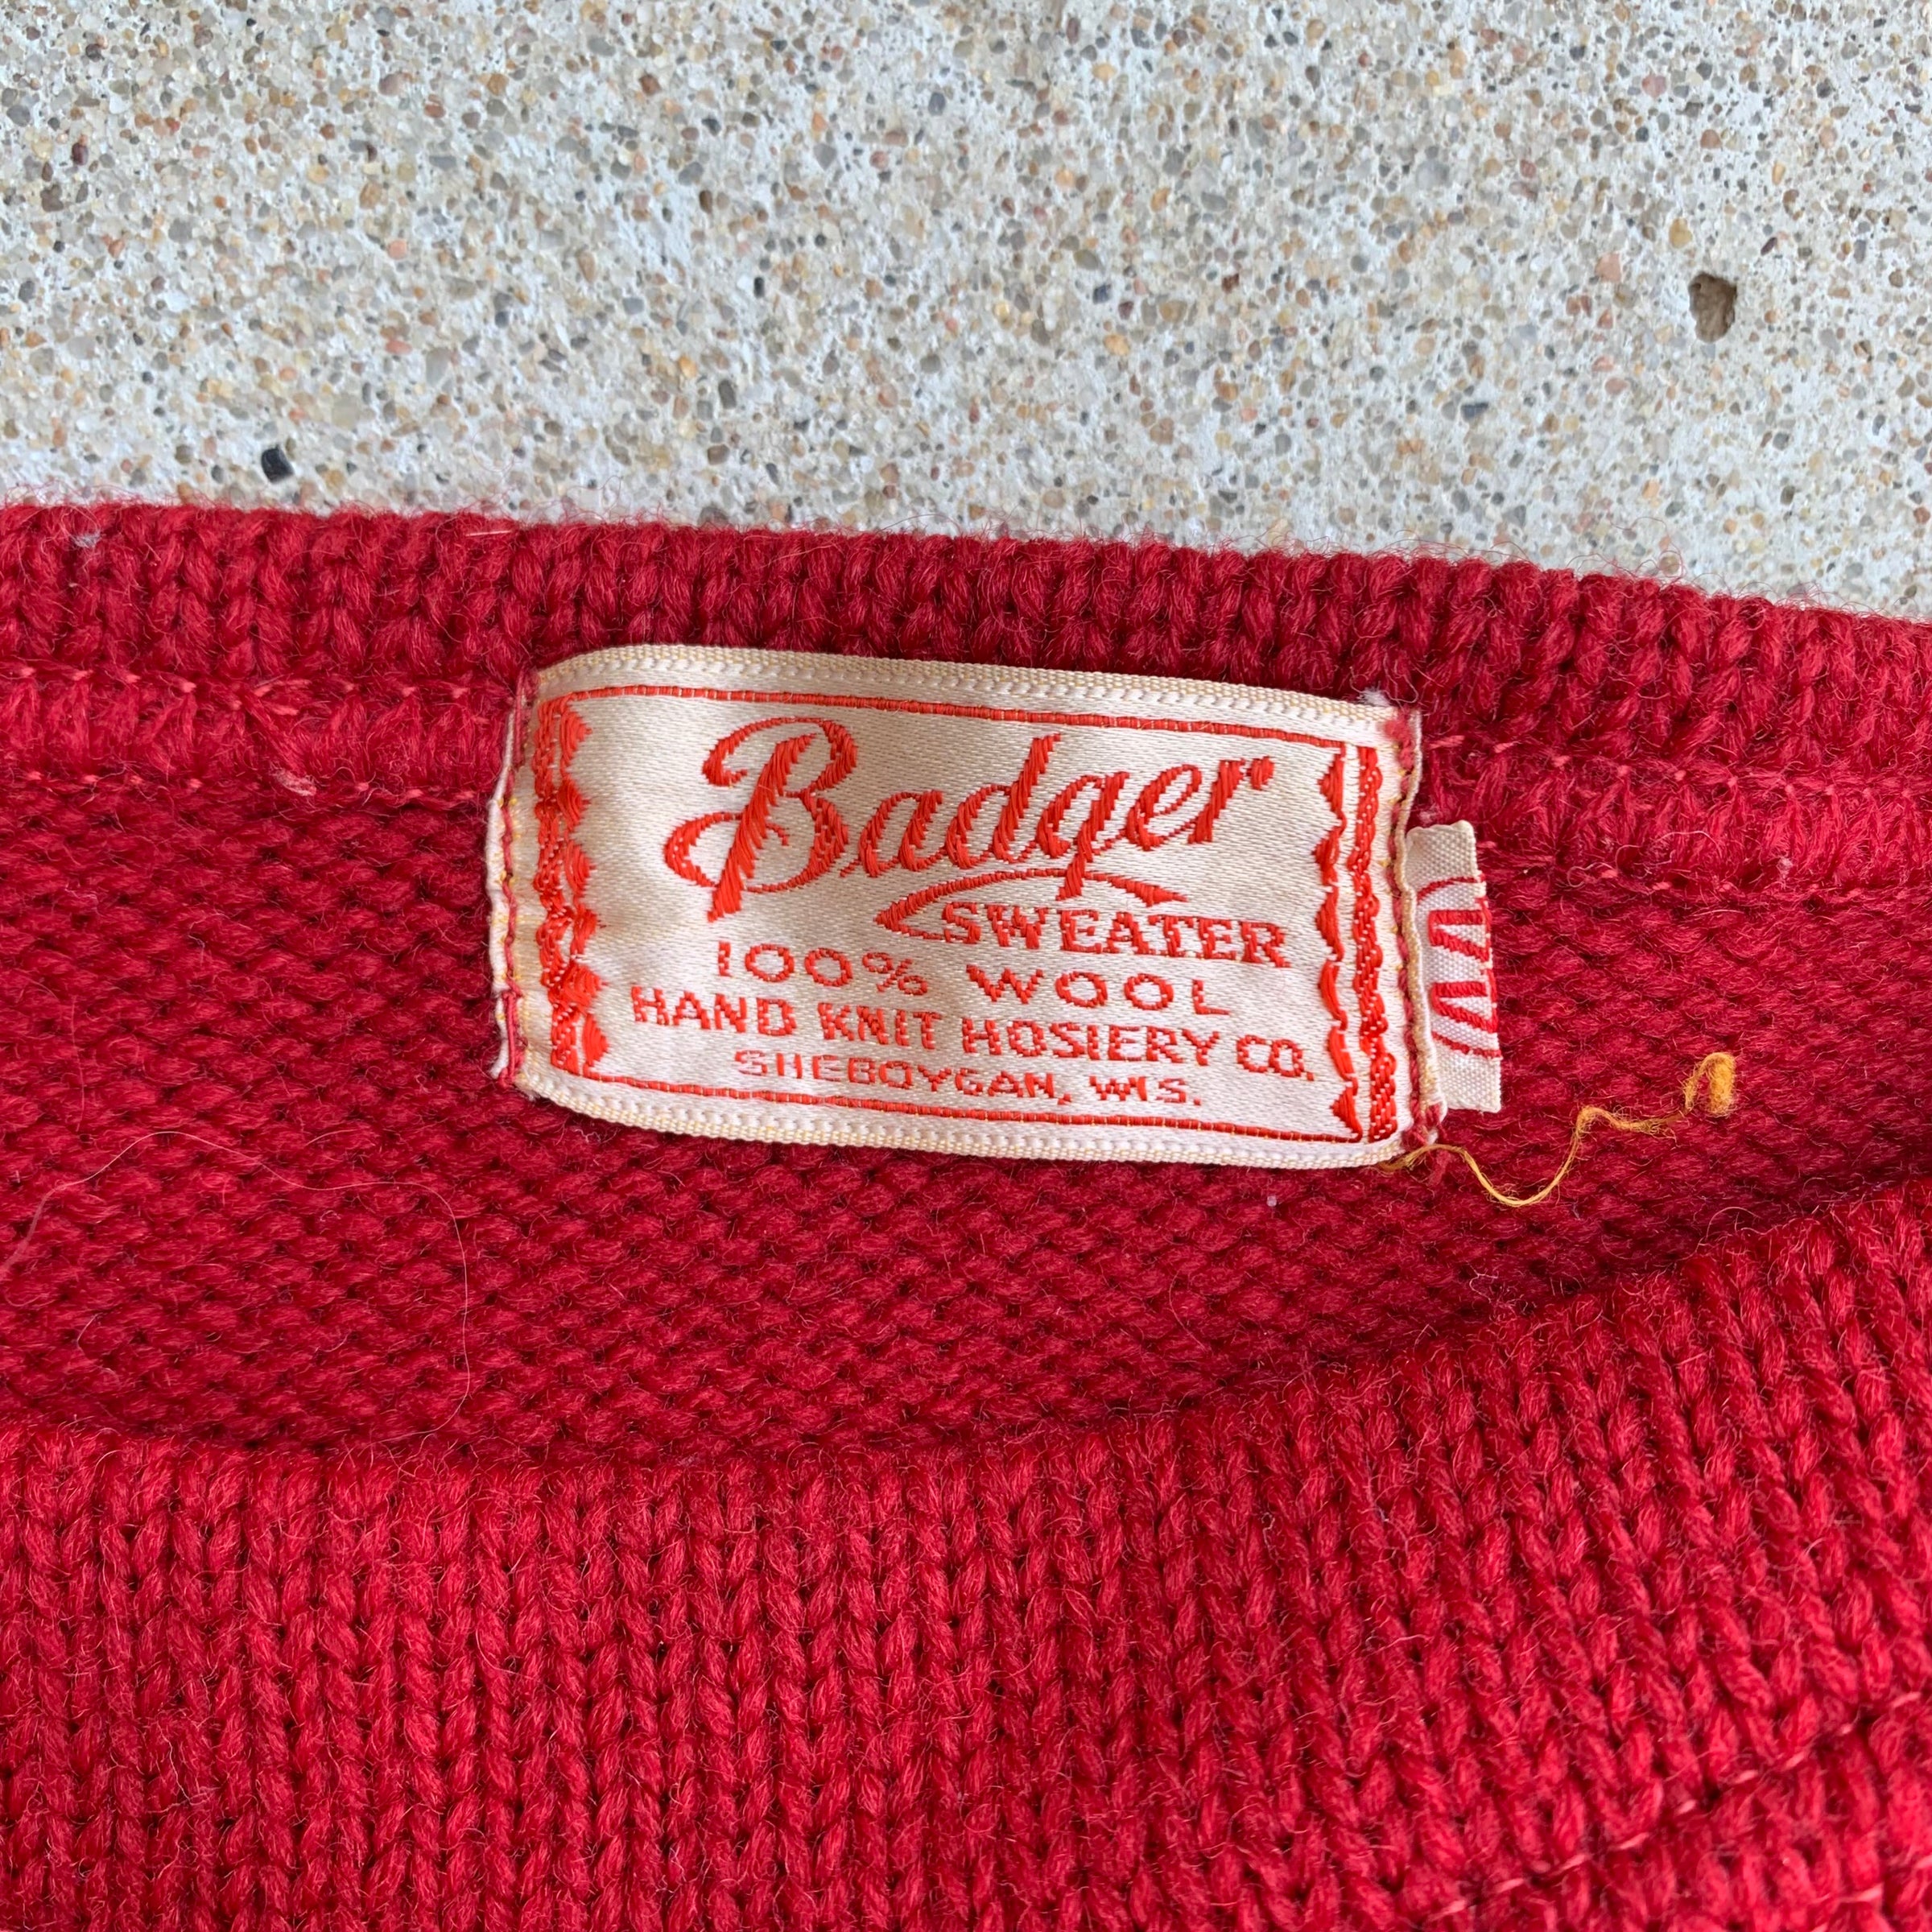 Badger
SWEATER
100% WOOL
HAND KNIT HOSIERY CO.
SHEBOYGAN, WIS.